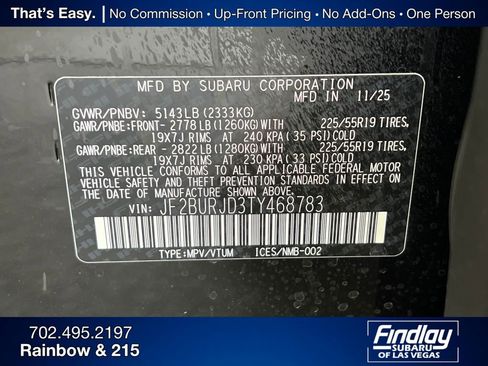 That's Easy. | No Commission • Up-Front Pricing • No Add-Ons • One Person
MFD BY SUBARU CORPORATION
MFD IN 11/25
GVWR/PNBV: 5143LB (2333KG)
GAWR/PNBE:FRONT- 2778LB (1260KG) WITH 225/55R19 TIRES,
19X7J RIMS AT 240 KPA (35 PSI) COLD
GAWR/PNBE:REAR - 2822LB (1280KG) WITH 225/55R19 TIRES,
19X7J RIMS AT 230 KPA (33 PSI) COLD
THIS VEHICLE CONFORMS TO ALL APPLICABLE FEDERAL MOTOR
VEHICLE SAFETY AND THEFT PREVENTION STANDARDS IN EFFECT ON
THE DATE OF MANUFACTURE SHOWN ABOVE.
VIN: JF2BURJD3TY468783
TYPE:MPV/VTUM ICES/NMB-002
702.495.2197
Rainbow & 215
Findlay
SUBARU
OF LAS VEGAS